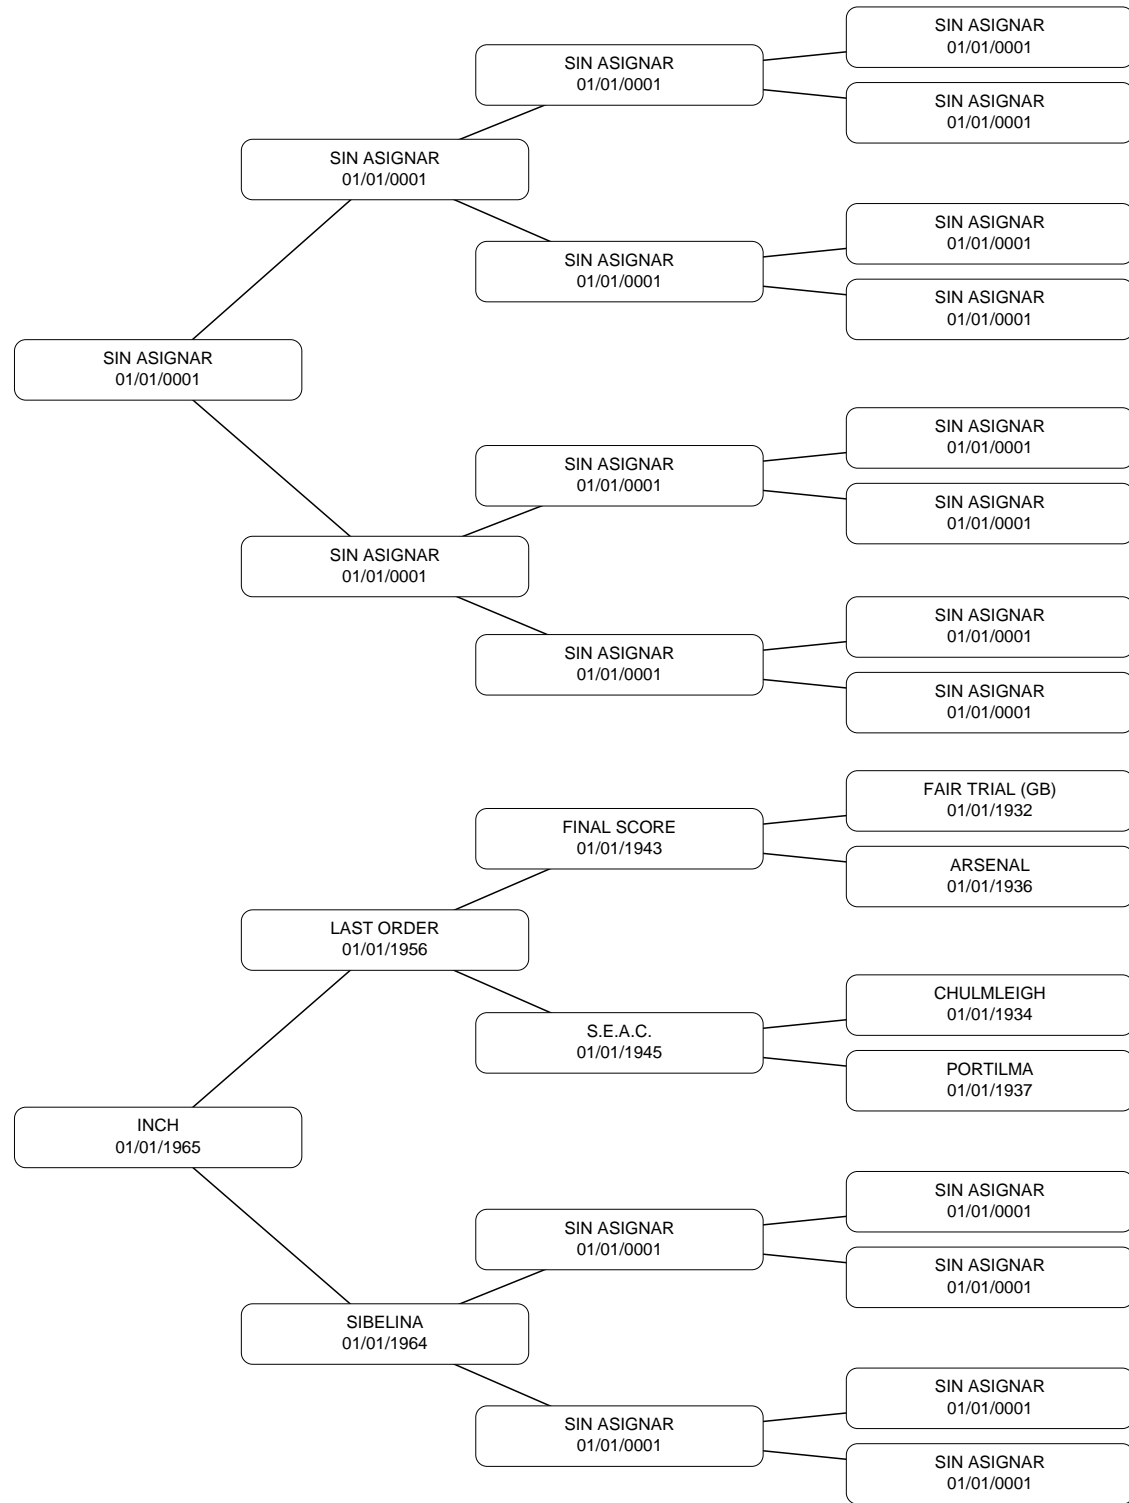 SIN ASIGNAR
01/01/0001
SIN ASIGNAR
01/01/0001
SIN ASIGNAR
01/01/0001
SIN ASIGNAR
01/01/0001
SIN ASIGNAR
01/01/0001
SIN ASIGNAR
01/01/0001
SIN ASIGNAR
01/01/0001
SIN ASIGNAR
01/01/0001
SIN ASIGNAR
01/01/0001
SIN ASIGNAR
01/01/0001
SIN ASIGNAR
01/01/0001
SIN ASIGNAR
01/01/0001
SIN ASIGNAR
01/01/0001
SIN ASIGNAR
01/01/0001
SIN ASIGNAR
01/01/0001
FAIR TRIAL (GB)
01/01/1932
FINAL SCORE
01/01/1943
ARSENAL
01/01/1936
LAST ORDER
01/01/1956
CHULMLEIGH
01/01/1934
S.E.A.C.
01/01/1945
PORTILMA
01/01/1937
INCH
01/01/1965
SIN ASIGNAR
01/01/0001
SIN ASIGNAR
01/01/0001
SIN ASIGNAR
01/01/0001
SIBELINA
01/01/1964
SIN ASIGNAR
01/01/0001
SIN ASIGNAR
01/01/0001
SIN ASIGNAR
01/01/0001